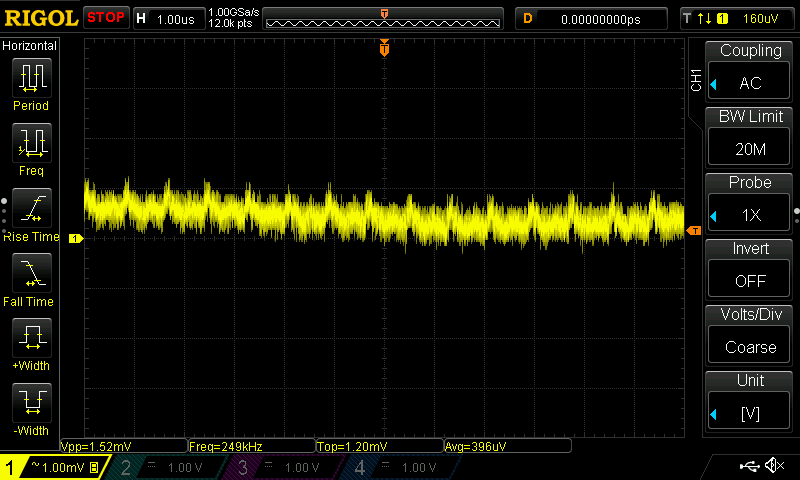 RIGOL STOP H 1.00us 1.00GSa/s 12.0k pts T D 0.00000000ps T 1 160uV
Horizontal
Period
Freq
Rise Time
Fall Time
+Width
-Width
T
1
T
CH1
Coupling
AC
BW Limit
20M
Probe
1X
Invert
OFF
Volts/Div
Coarse
Unit
[V]
Vpp=1.52mV Freq=249kHz Top=1.20mV Avg=396uV
1 ~1.00mV B 2 1.00 V 3 1.00 V 4 1.00 V